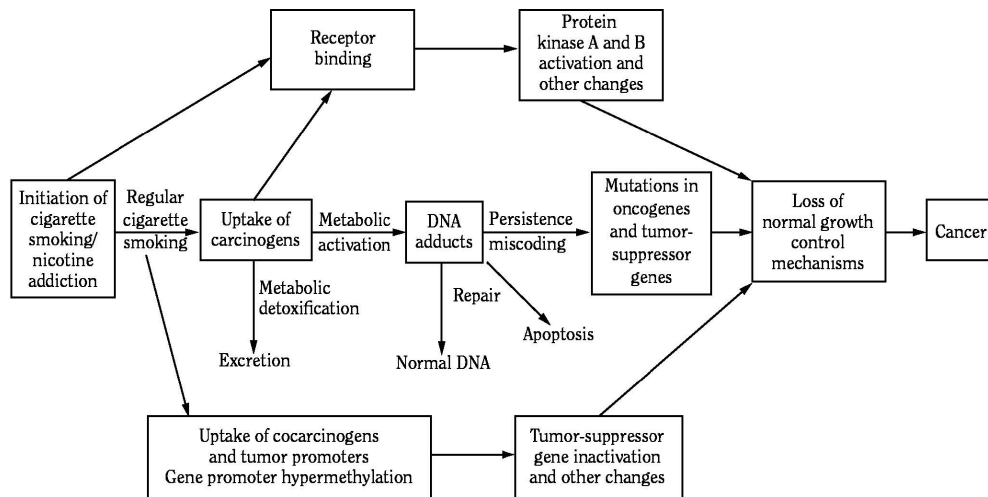 Receptor
binding
Protein
kinase A and B
activation and
other changes
Initiation of
cigarette
smoking/
nicotine
addiction
Regular
cigarette
smoking
Uptake of
carcinogens
Metabolic
activation
DNA
adducts
Persistence
miscoding
Mutations in
oncogenes
and tumor-
suppressor
genes
Loss of
normal growth
control
mechanisms
Cancer
Metabolic
detoxification
Excretion
Repair
Normal DNA
Apoptosis
Uptake of cocarcinogens
and tumor promoters
Gene promoter hypermethylation
Tumor-suppressor
gene inactivation
and other changes